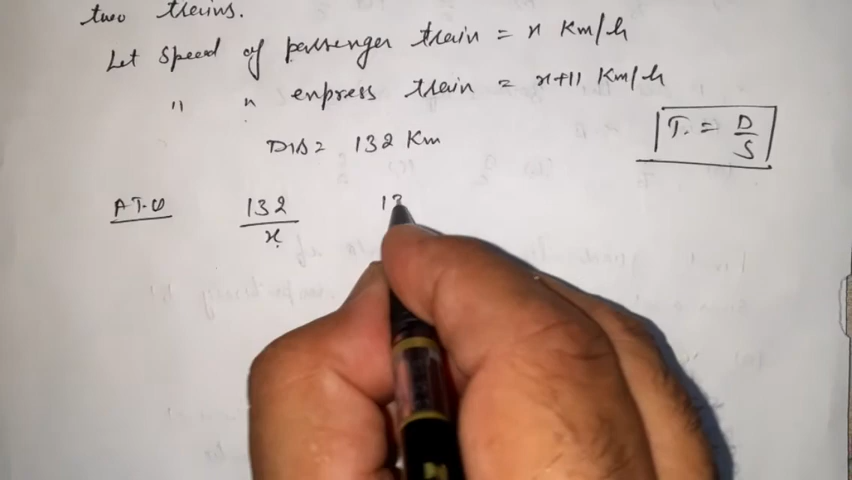 two trains.
Let Speed of passenger train = x Km/h
" " express train = x+11 Km/h
DIS = 132 Km
T. = D/S
A.T.Q 132/x 13